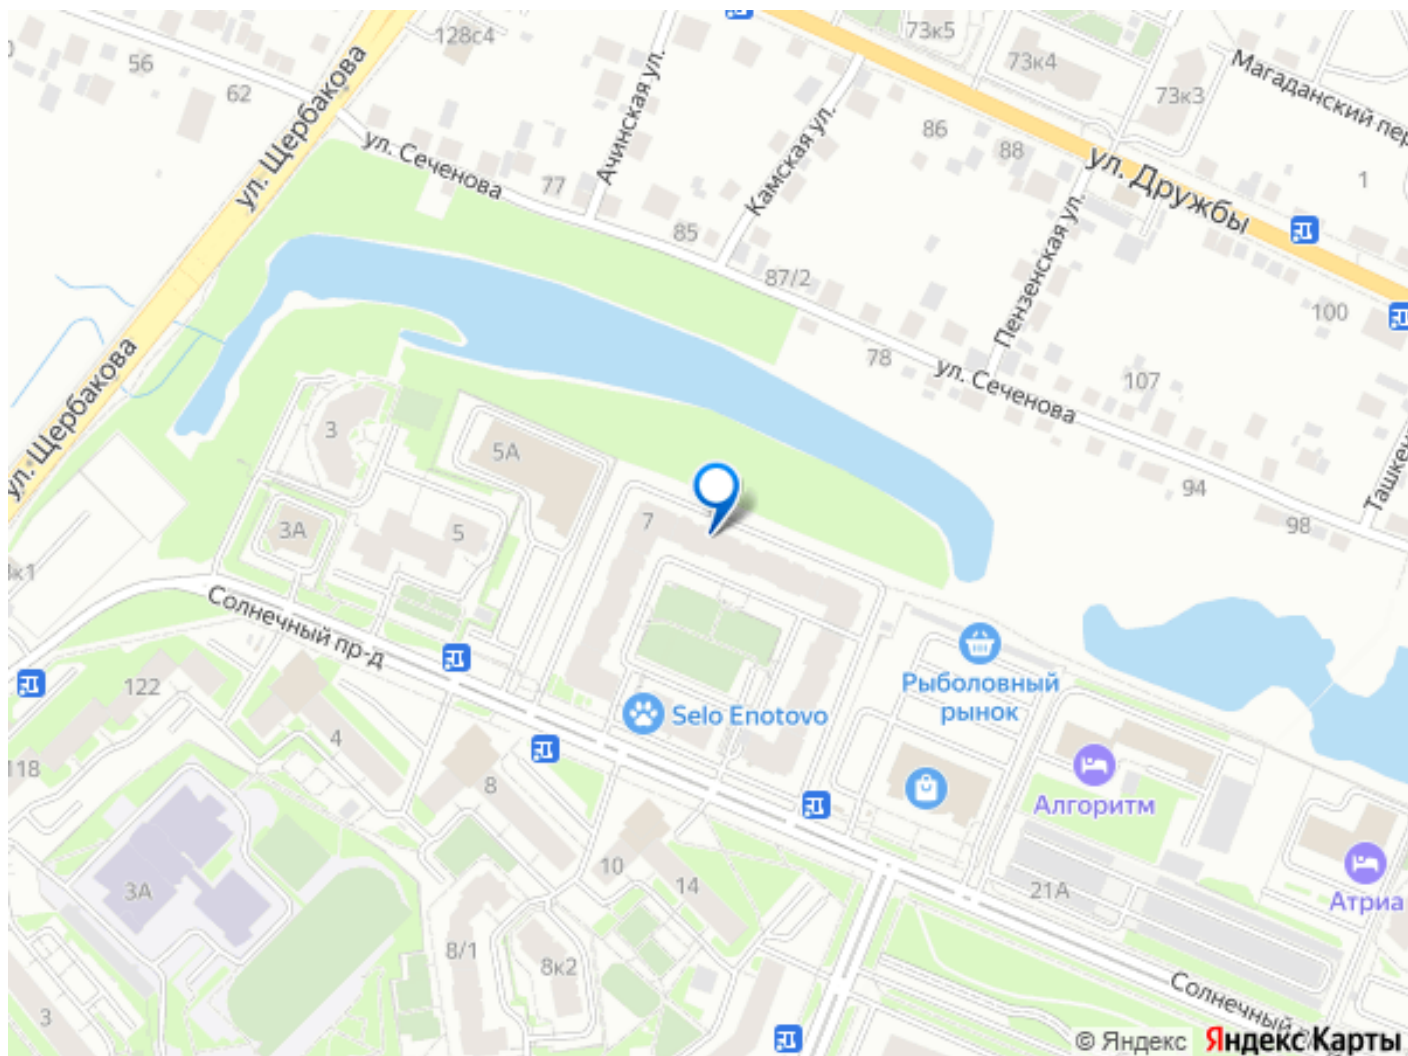 128с4
73к5
56
62
73к4
73к3
Магаданский пер
86
88
ул. Щербакова
ул. Сеченова
Ачинская ул.
Камская ул.
ул. Дружбы
1
77
85
87/2
Пензенская ул.
100
78
ул. Сеченова
107
ул. Щербакова
3
5А
94
98
Ташкен
7
3А
5
к1
Солнечный пр-д
122
Рыболовный
рынок
Selo Enotovo
4
118
8
Алгоритм
10
14
3А
21А
Атриа
8/1
8к2
3
Солнечный
© Яндекс
Яндекс Карты